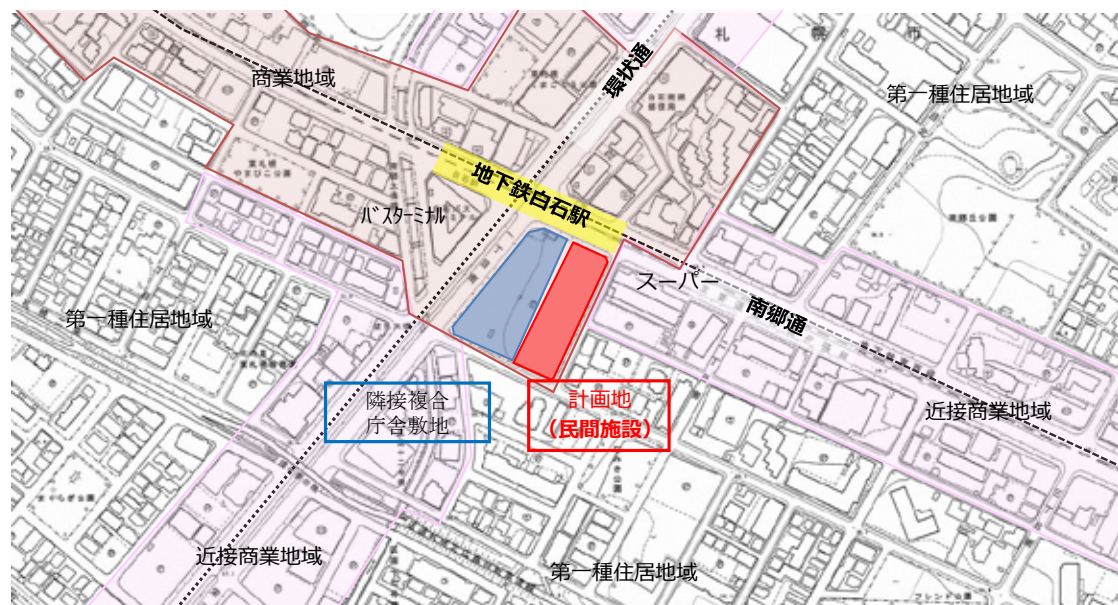 札幌市
環状通
商業地域
第一種住居地域
地下鉄白石駅
バスターミナル
スーパー
南郷通
第一種住居地域
隣接複合
庁舎敷地
計画地
（民間施設）
近接商業地域
近接商業地域
第一種住居地域